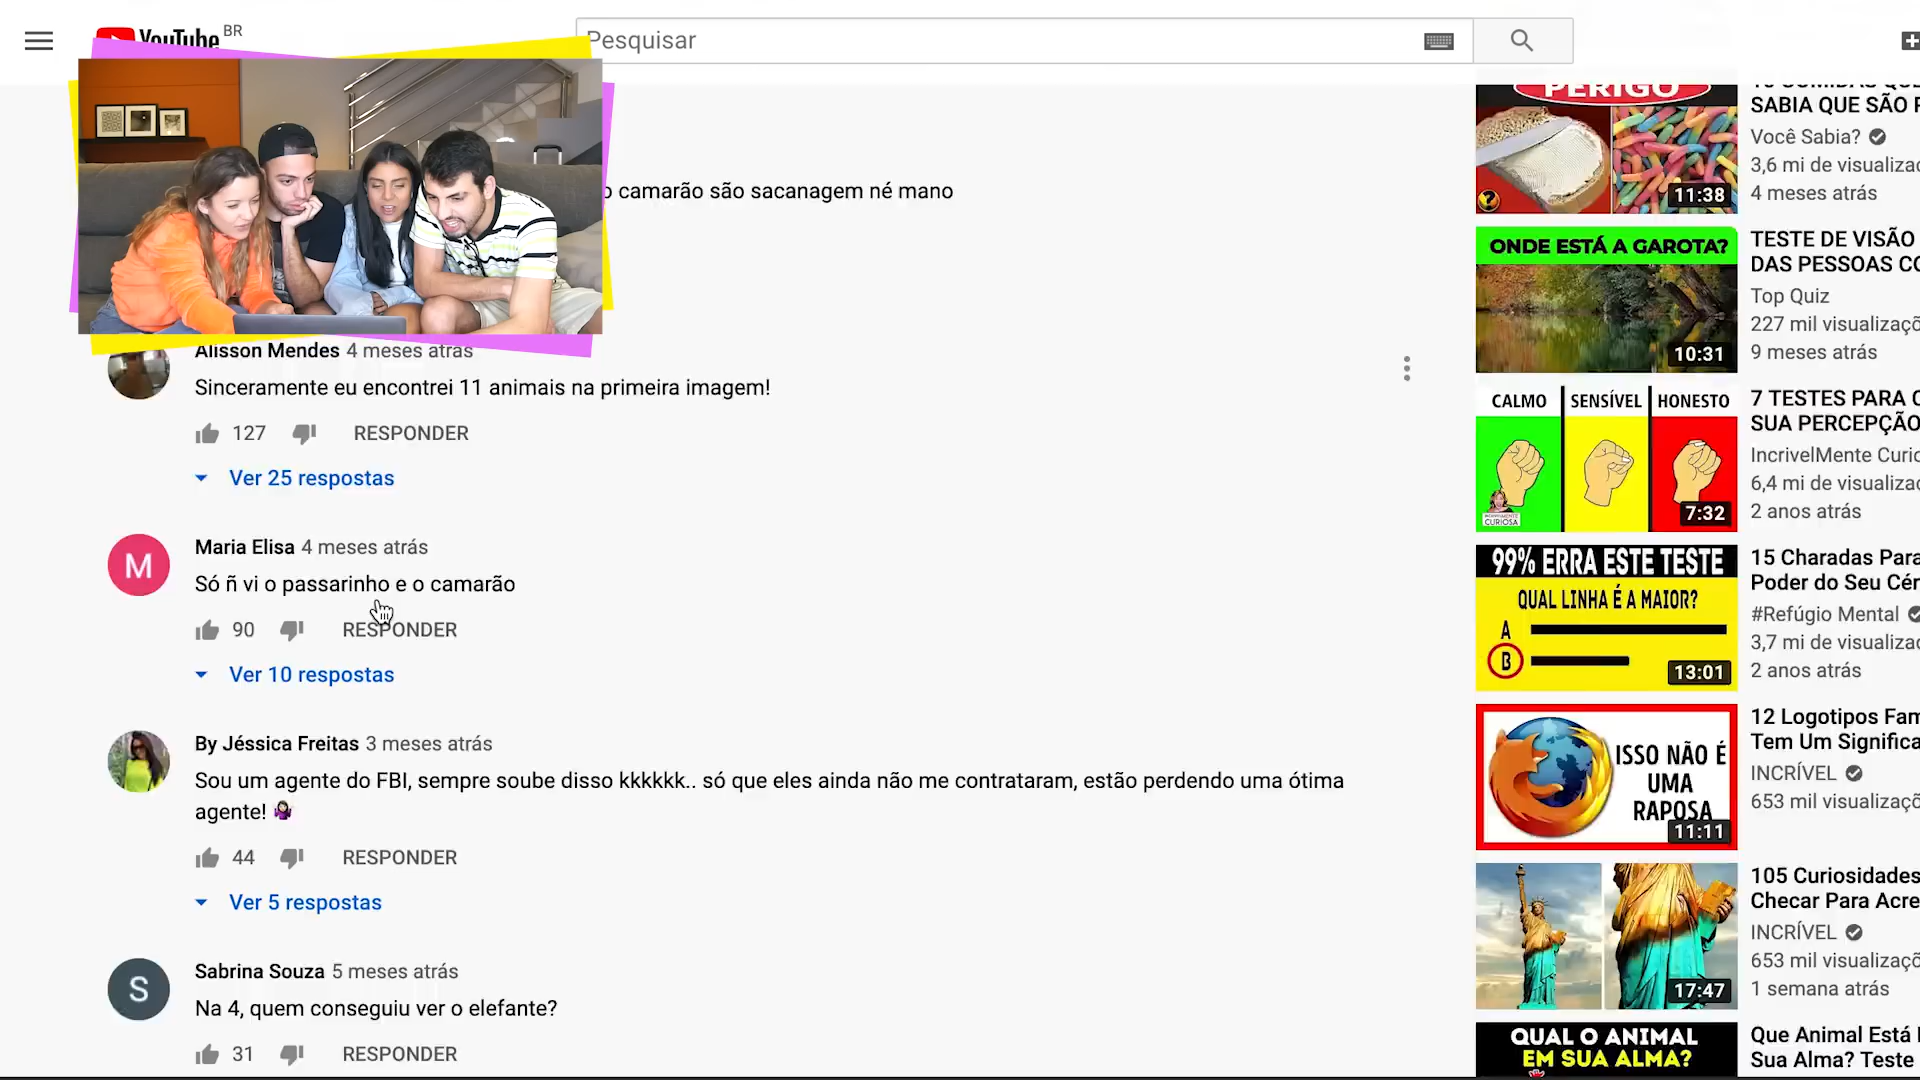 YouTube BR
Pesquisar
camarão são sacanagem né mano
Alisson Mendes 4 meses atrás
Sinceramente eu encontrei 11 animais na primeira imagem!
127 RESPONDER
Ver 25 respostas
M
Maria Elisa 4 meses atrás
Só ñ vi o passarinho e o camarão
90 RESPONDER
Ver 10 respostas
By Jéssica Freitas 3 meses atrás
Sou um agente do FBI, sempre soube disso kkkkkk.. só que eles ainda não me contrataram, estão perdendo uma ótima
agente!
44 RESPONDER
Ver 5 respostas
S
Sabrina Souza 5 meses atrás
Na 4, quem conseguiu ver o elefante?
31 RESPONDER
PERIGO
11:38
SABIA QUE SÃO
Você Sabia?
3,6 mi de visualizaç
4 meses atrás
ONDE ESTÁ A GAROTA?
10:31
TESTE DE VISÃO
DAS PESSOAS CO
Top Quiz
227 mil visualizaçõ
9 meses atrás
CALMO SENSÍVEL HONESTO
INCRIVELMENTE
CURIOSA
7:32
7 TESTES PARA
SUA PERCEPÇÃO
IncrivelMente Curio
6,4 mi de visualizaç
2 anos atrás
99% ERRA ESTE TESTE
QUAL LINHA É A MAIOR?
A
B
13:01
15 Charadas Para
Poder do Seu Cér
#Refúgio Mental
3,7 mi de visualizaç
2 anos atrás
ISSO NÃO É
UMA
RAPOSA
11:11
12 Logotipos Fam
Tem Um Significa
INCRÍVEL
653 mil visualizaçõ
17:47
105 Curiosidades
Checar Para Acre
INCRÍVEL
653 mil visualizaçõ
1 semana atrás
QUAL O ANIMAL
EM SUA ALMA?
Que Animal Está
Sua Alma? Teste